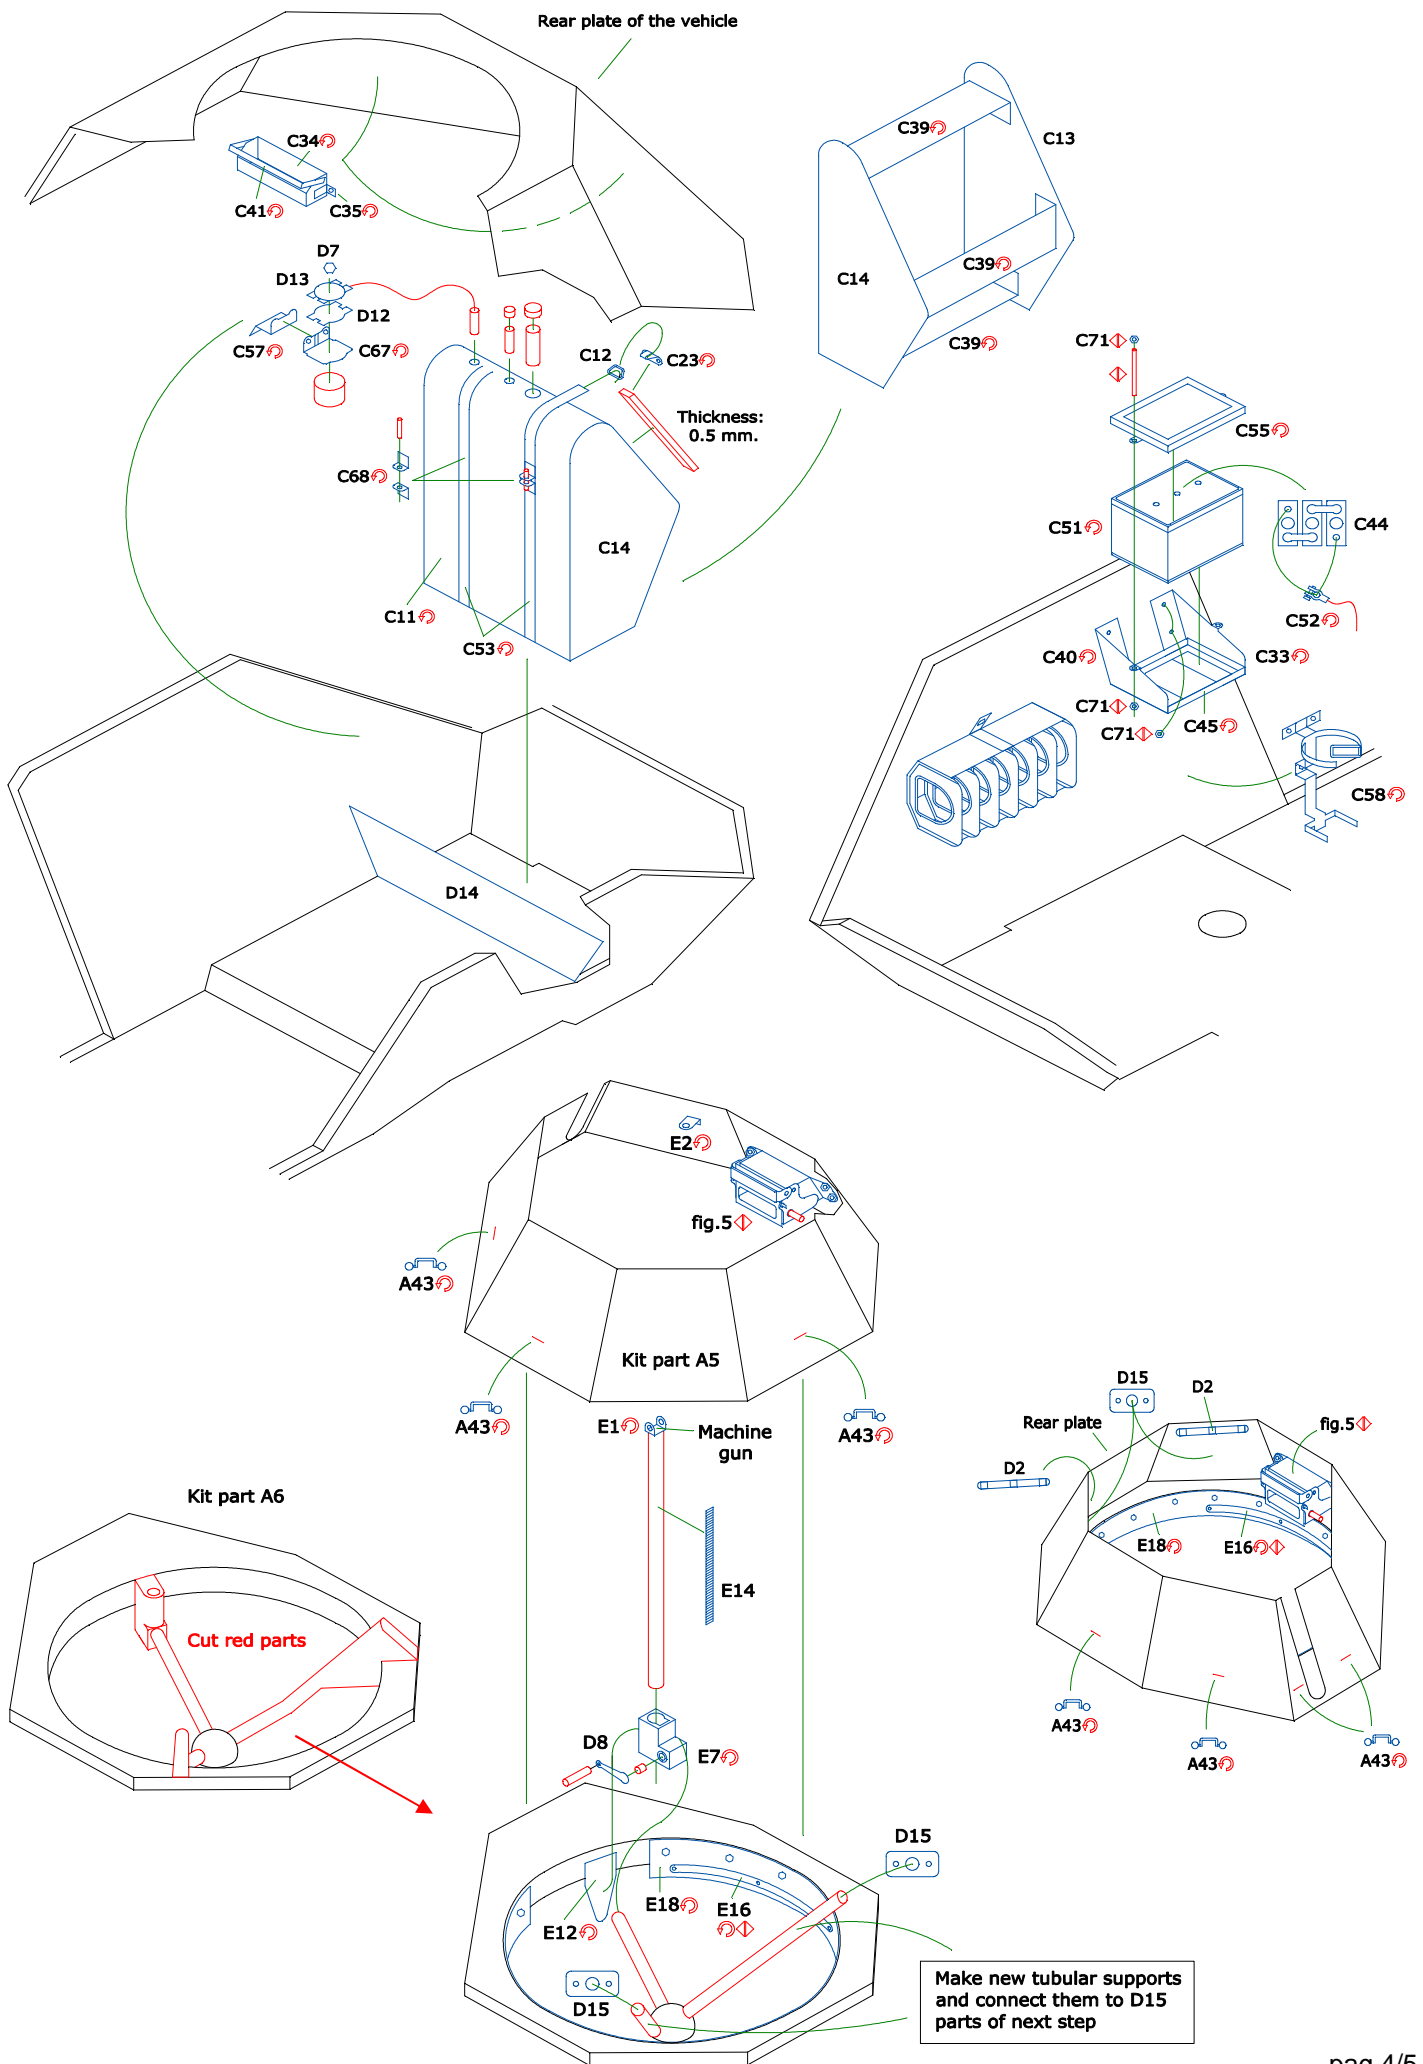 Rear plate of the vehicle
C34
C41
C35
C39
C13
C39
C14
C39
D7
D13
D12
C57
C67
C12
C23
Thickness:
0.5 mm.
C68
C14
C11
C53
C71
C55
C51
C44
C52
C40
C33
C71
C45
C71
C58
D14
E2
fig.5
A43
Kit part A5
A43
A43
E1
Machine
gun
E14
D15
D2
Rear plate
fig.5
D2
E18
E16
A43
A43
A43
Kit part A6
Cut red parts
D8
E7
D15
E18
E16
E12
D15
Make new tubular supports
and connect them to D15
parts of next step
pag.4/5